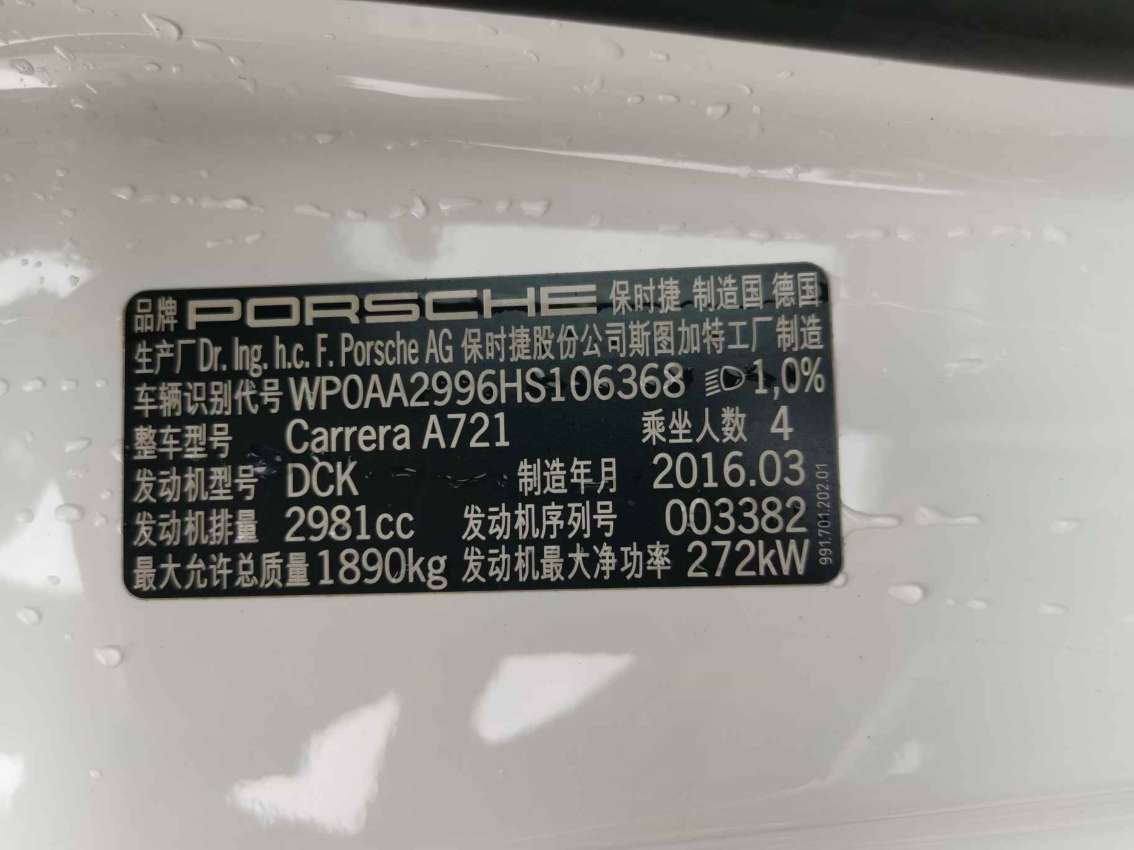 品牌 PORSCHE 保时捷 制造国 德国
生产厂 Dr. Ing. h.c. F. Porsche AG 保时捷股份公司斯图加特工厂制造
车辆识别代号 WP0AA2996HS106368 1,0%
整车型号 Carrera A721 乘坐人数 4
发动机型号 DCK 制造年月 2016.03
发动机排量 2981cc 发动机序列号 003382
最大允许总质量 1890kg 发动机最大净功率 272kW
991.701.202.01